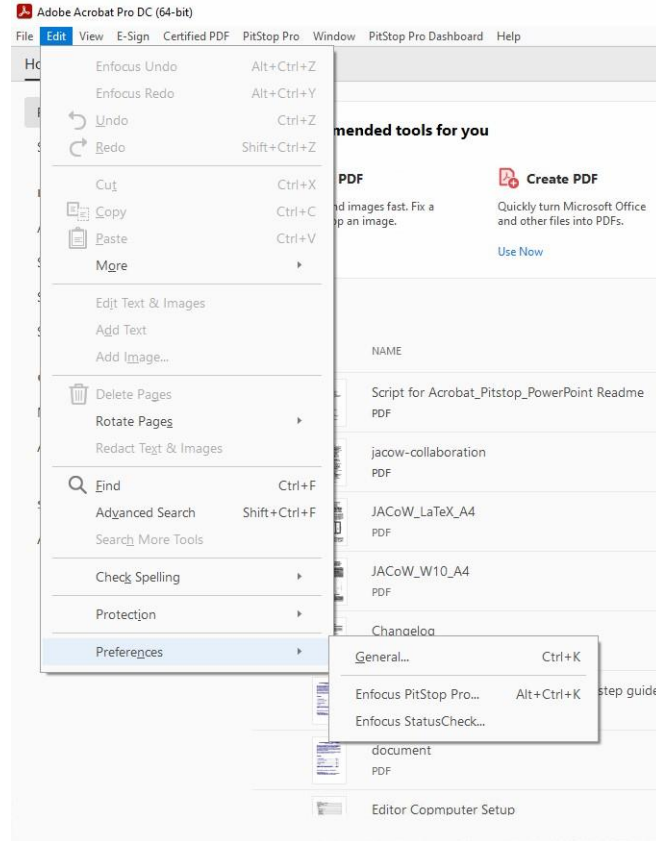 Adobe Acrobat Pro DC (64-bit)
File Edit View E-Sign Certified PDF PitStop Pro Window PitStop Pro Dashboard Help
Enfocus Undo Alt+Ctrl+Z
Enfocus Redo Alt+Ctrl+Y
Undo Ctrl+Z
Redo Shift+Ctrl+Z
Cut Ctrl+X
Copy Ctrl+C
Paste Ctrl+V
More
Edit Text & Images
Add Text
Add Image...
Delete Pages
Rotate Pages
Redact Text & Images
Find Ctrl+F
Advanced Search Shift+Ctrl+F
Search More Tools
Check Spelling
Protection
Preferences
General... Ctrl+K
Enfocus PitStop Pro... Alt+Ctrl+K
Enfocus StatusCheck...
tools for you
PDF
images fast. Fix a
an image.
Create PDF
Quickly turn Microsoft Office
and other files into PDFs.
Use Now
NAME
Script for Acrobat_Pitstop_PowerPoint Readme
PDF
jacow-collaboration
PDF
JACoW_LaTeX_A4
PDF
JACoW_W10_A4
PDF
Changelog
step guide
document
PDF
Editor Copmputer Setup